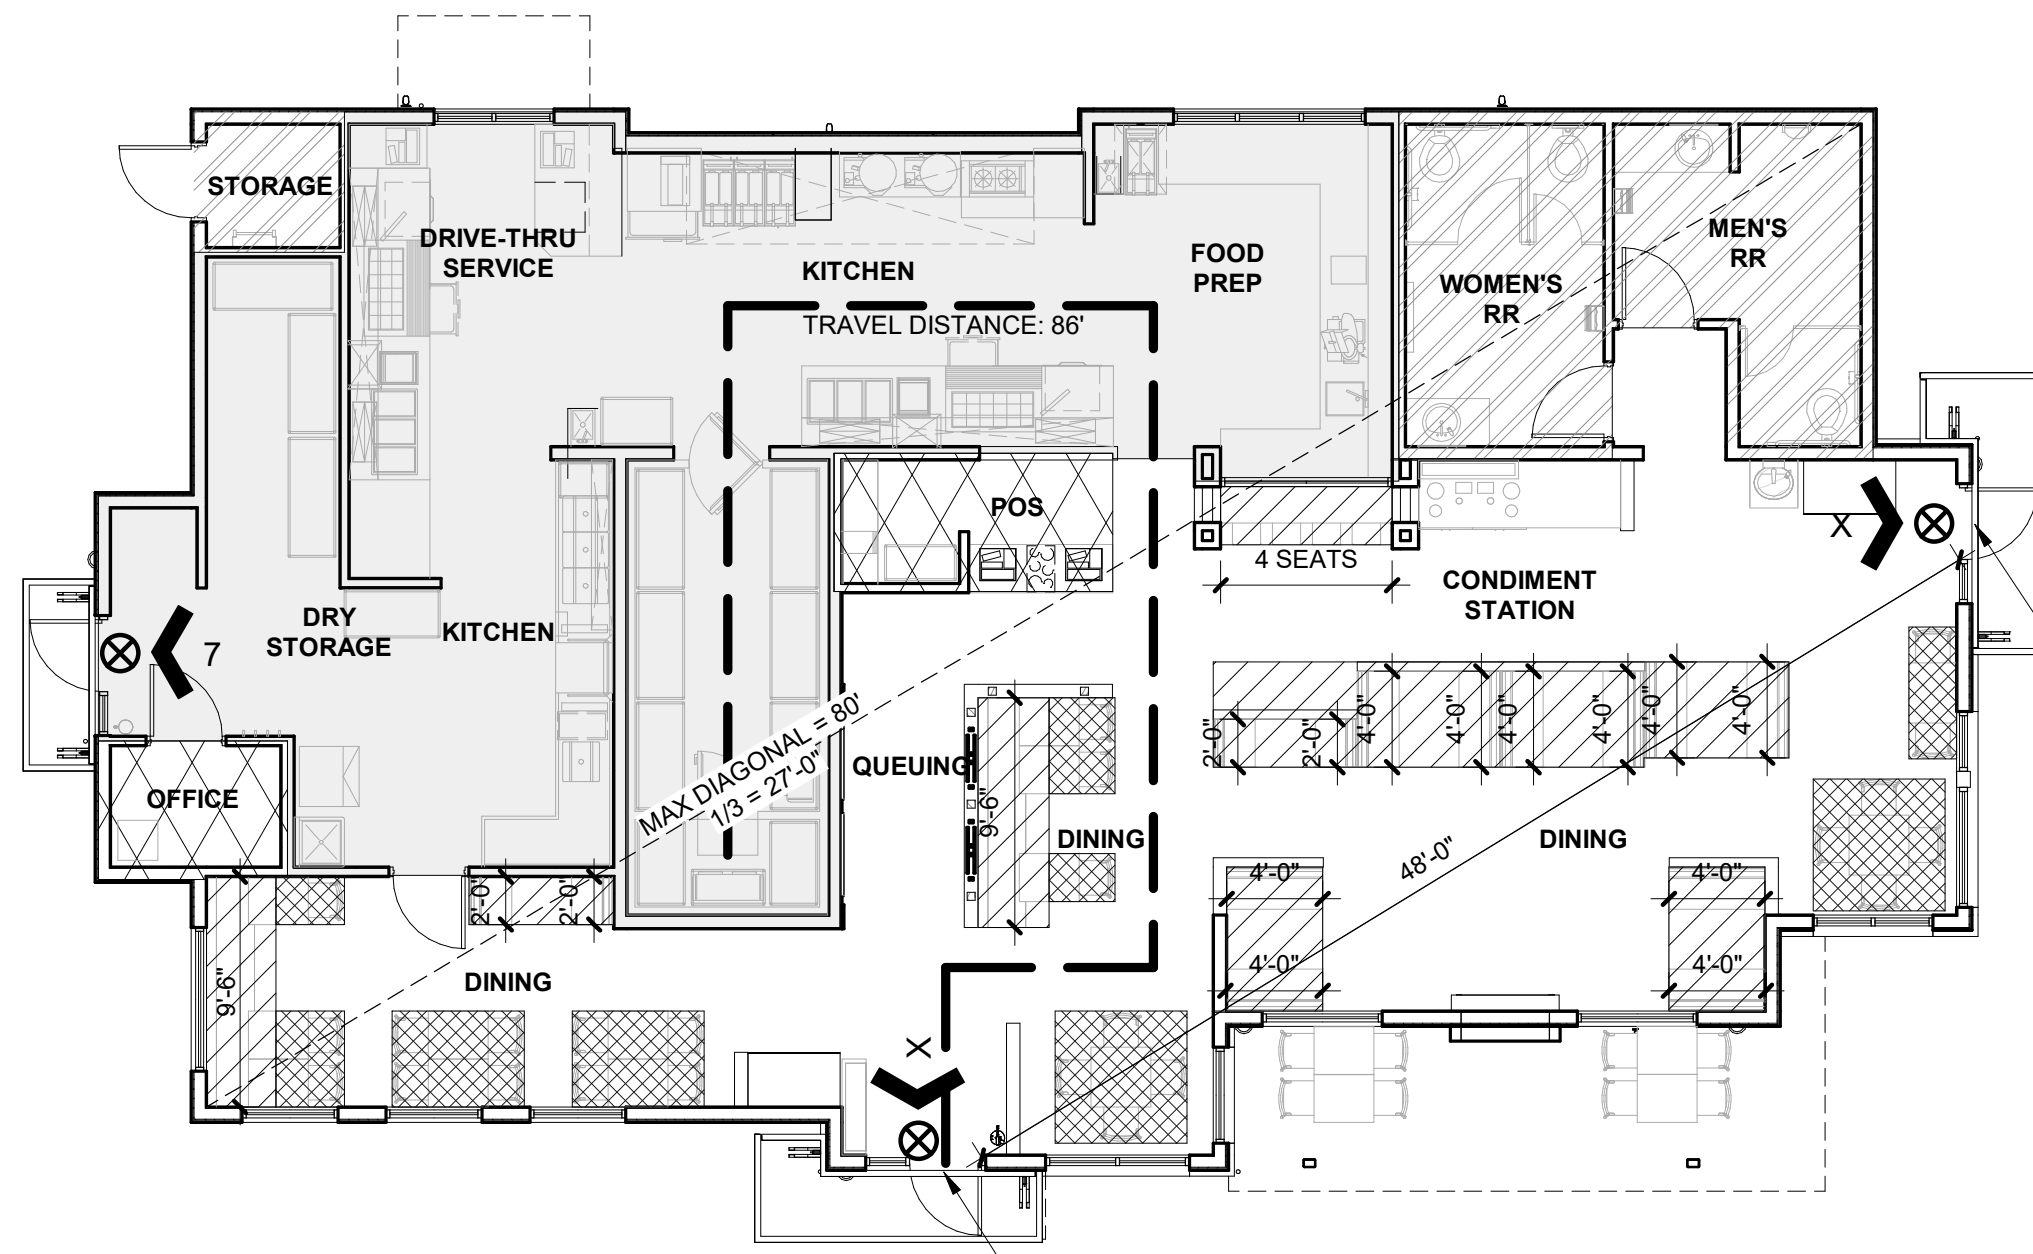 STORAGE
DRIVE-THRU
SERVICE
KITCHEN
FOOD
PREP
WOMEN'S
RR
MEN'S
RR
TRAVEL DISTANCE: 86'
POS
4 SEATS
CONDIMENT
STATION
X
DRY
STORAGE
KITCHEN
7
OFFICE
MAX DIAGONAL = 80'
1/3 = 27'-0"
QUEUING
9'-6"
DINING
2'-0"
2'-0"
4'-0"
4'-0"
4'-0"
4'-0"
4'-0"
4'-0"
DINING
48'-0"
4'-0"
4'-0"
4'-0"
4'-0"
2'-0"
2'-0"
9'-6"
DINING
X